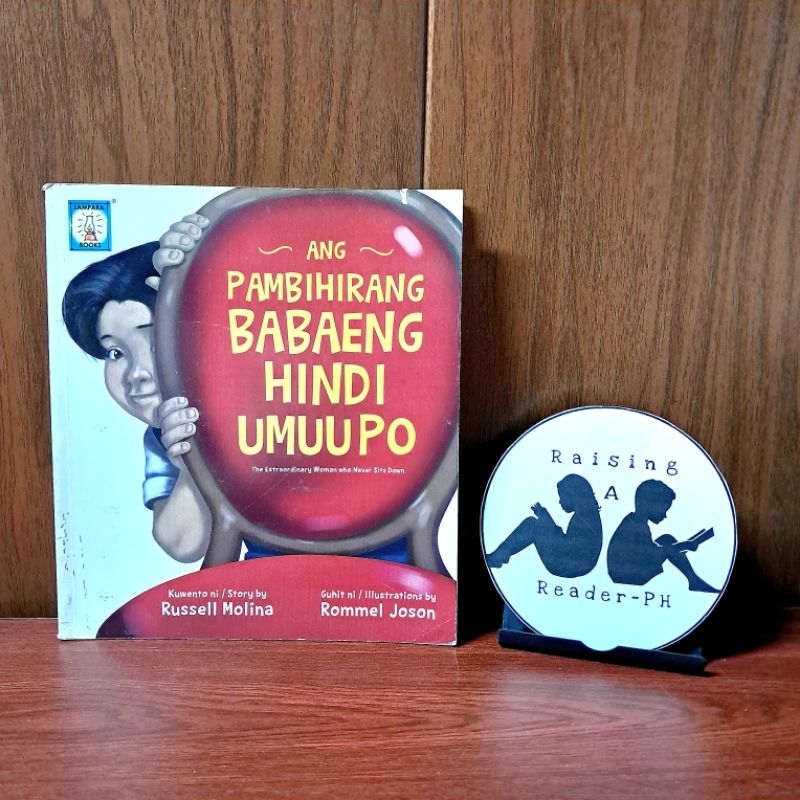 LAMPARA
BOOKS
ANG
PAMBIHIRANG
BABAENG
HINDI
UMUUPO
The Extraordinary Woman who Never Sits Down
Kuwento ni / Story by
Russell Molina
Guhit ni / Illustrations by
Rommel Joson
Raising
A
Reader-PH